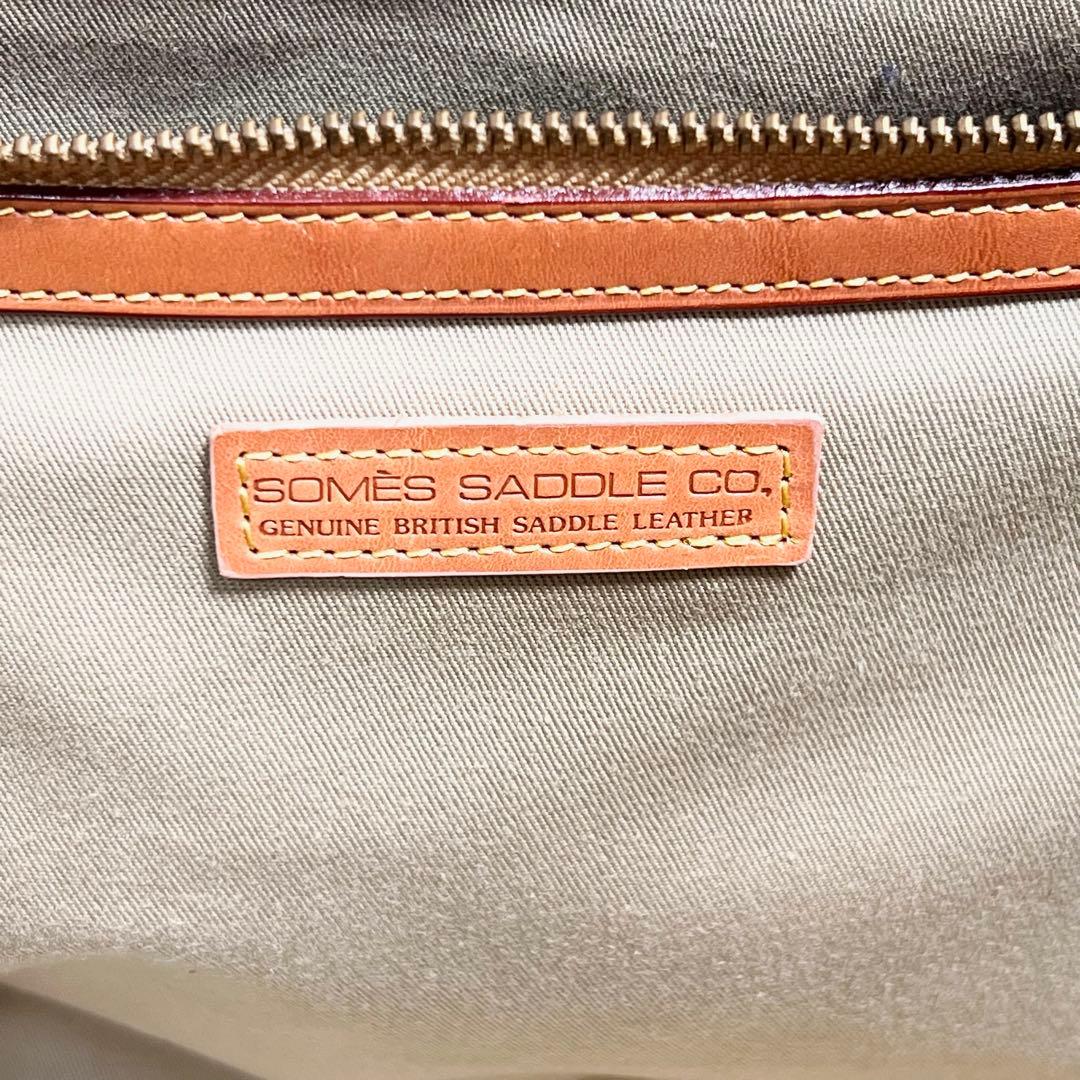 SOMÈS SADDLE CO,
GENUINE BRITISH SADDLE LEATHER